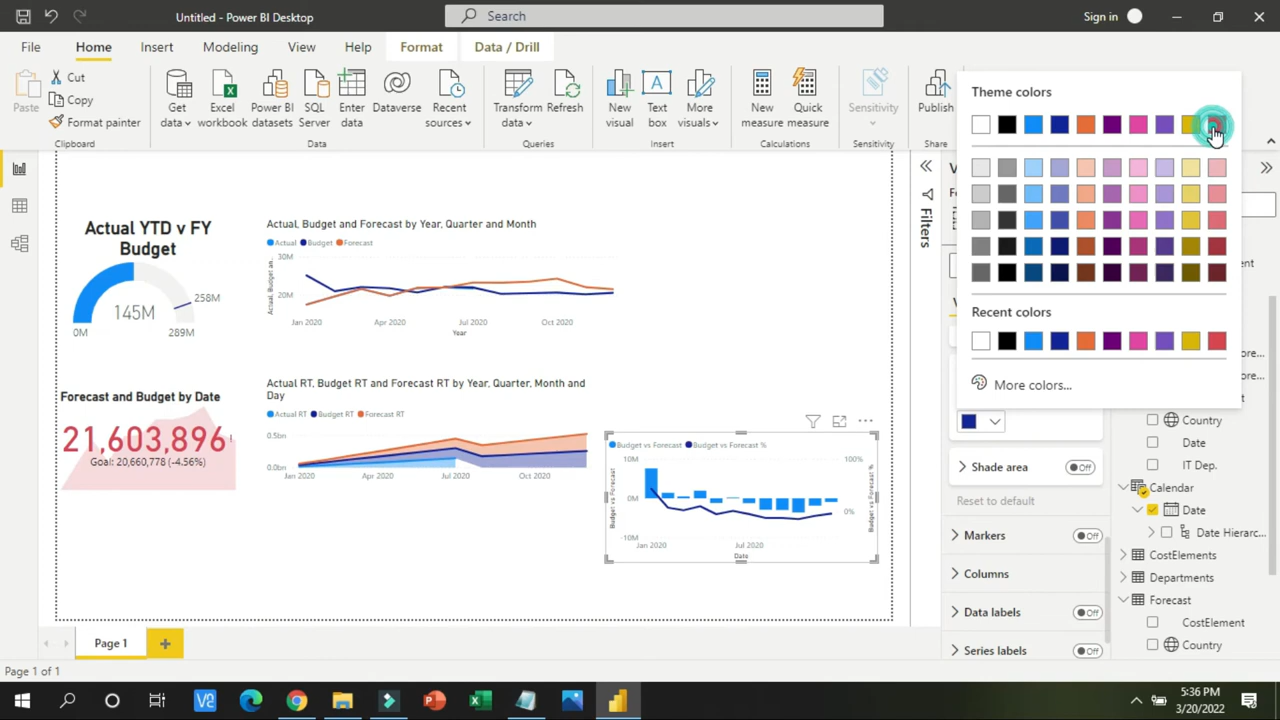 Untitled - Power BI Desktop
Search
Sign in
File
Home
Insert
Modeling
View
Help
Format
Data / Drill
Paste
Cut
Copy
Format painter
Clipboard
Get data
Excel workbook
Power BI datasets
SQL Server
Enter data
Dataverse
Recent sources
Data
Transform data
Refresh
Queries
New visual
Text box
More visuals
Insert
New measure
Quick measure
Calculations
Sensitivity
Sensitivity
Publish
Share
Theme colors
Recent colors
More colors...
Filters
Actual YTD v FY
Budget
145M
258M
0M
289M
Actual, Budget and Forecast by Year, Quarter and Month
Actual Budget Forecast
30M
20M
Actual, Budget an...
Jan 2020 Apr 2020 Jul 2020 Oct 2020
Year
Forecast and Budget by Date
21,603,896!
Goal: 20,660,778 (-4.56%)
Actual RT, Budget RT and Forecast RT by Year, Quarter, Month and
Day
Actual RT Budget RT Forecast RT
0.5bn
0.0bn
Jan 2020 Apr 2020 Jul 2020 Oct 2020
Budget vs Forecast Budget vs Forecast %
10M
0M
-10M
100%
0%
Budget vs Forecast
Budget vs Forecast %
Jan 2020 Jul 2020
Date
Shade area Off
Reset to default
Markers Off
Columns
Data labels Off
Series labels Off
Country
Date
IT Dep.
Calendar
Date
Date Hierarc...
CostElements
Departments
Forecast
CostElement
Country
Page 1
Page 1 of 1
5:36 PM
3/20/2022